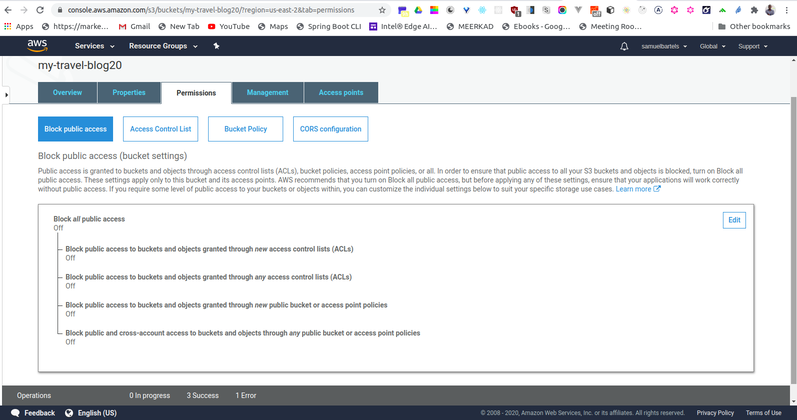 console.aws.amazon.com/s3/buckets/my-travel-blog20/?region=us-east-2&tab=permissions
Apps https://marke... Gmail New Tab YouTube Maps Spring Boot CLI Intel® Edge AI... MEERKAD Ebooks - Goog... Meeting Roo... Other bookmarks
aws Services Resource Groups samuelbartels Global Support
my-travel-blog20
Overview Properties Permissions Management Access points
Block public access Access Control List Bucket Policy CORS configuration
Block public access (bucket settings)
Public access is granted to buckets and objects through access control lists (ACLs), bucket policies, access point policies, or all. In order to ensure that public access to all your S3 buckets and objects is blocked, turn on Block all
public access. These settings apply only to this bucket and its access points. AWS recommends that you turn on Block all public access, but before applying any of these settings, ensure that your applications will work correctly
without public access. If you require some level of public access to your buckets or objects within, you can customize the individual settings below to suit your specific storage use cases. Learn more
Block all public access Edit
Off
Block public access to buckets and objects granted through new access control lists (ACLs)
Off
Block public access to buckets and objects granted through any access control lists (ACLs)
Off
Block public access to buckets and objects granted through new public bucket or access point policies
Off
Block public and cross-account access to buckets and objects through any public bucket or access point policies
Off
Operations 0 In progress 3 Success 1 Error
Feedback English (US) © 2008 - 2020, Amazon Web Services, Inc. or its affiliates. All rights reserved. Privacy Policy Terms of Use